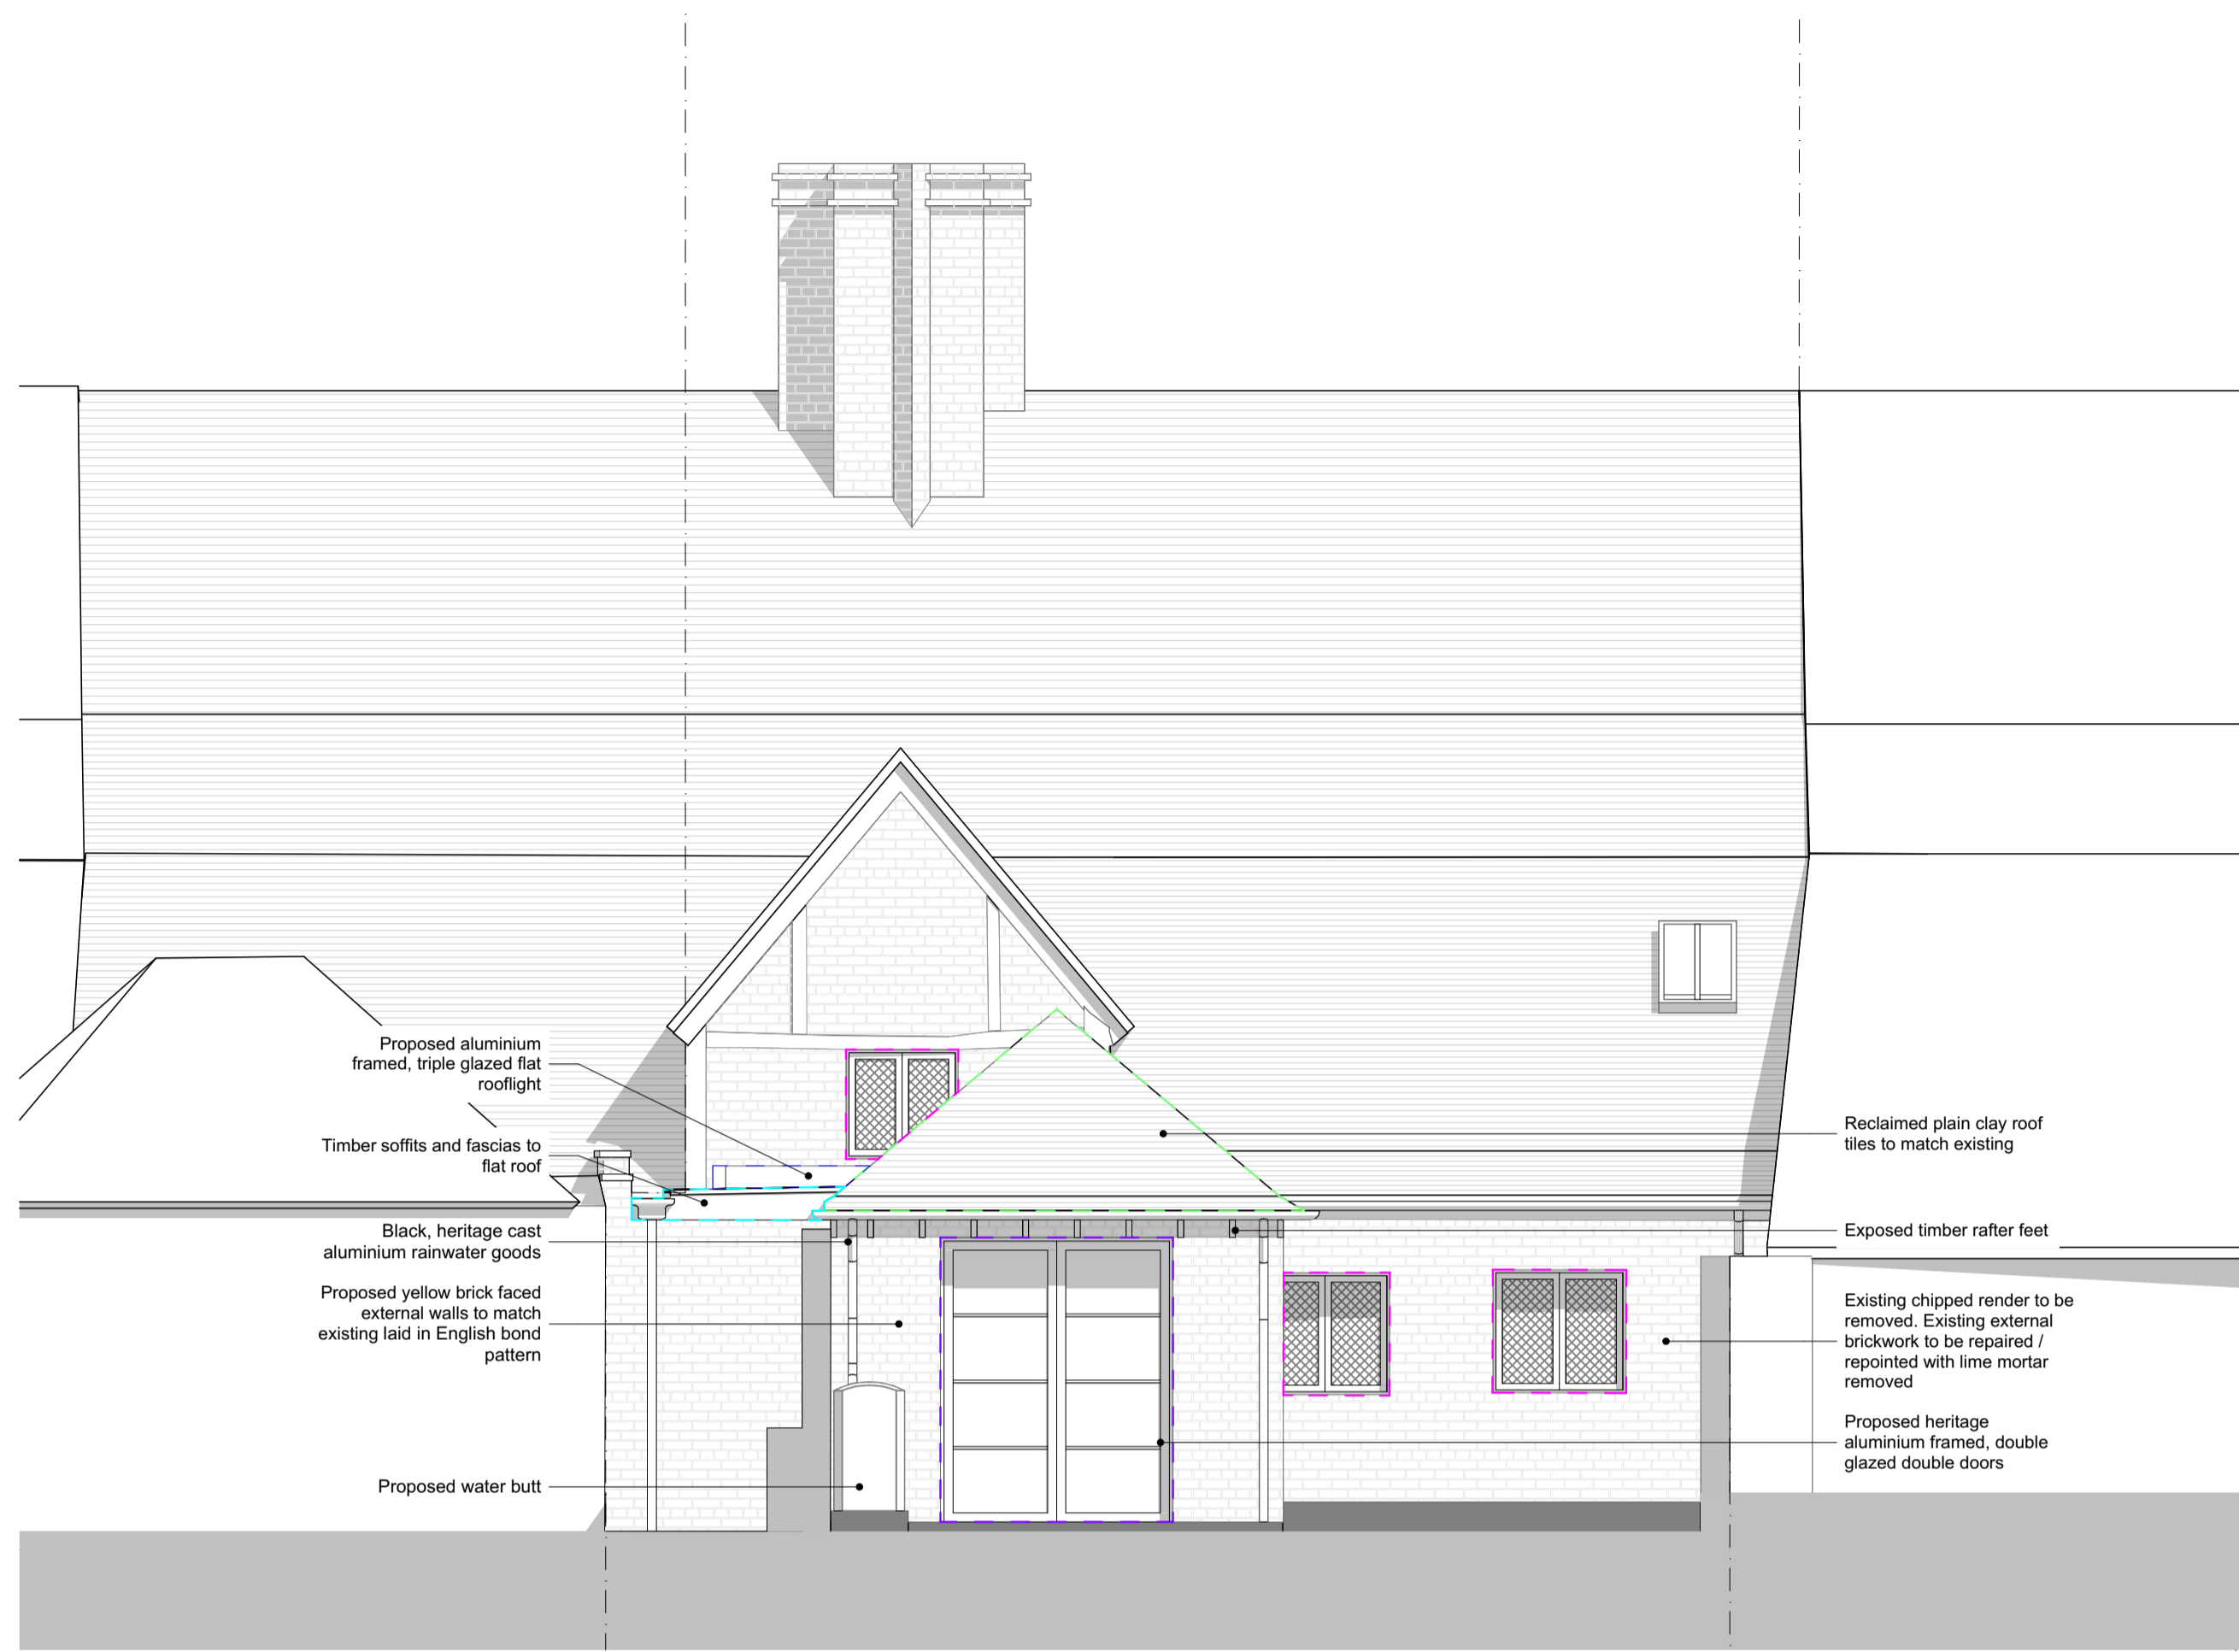 Proposed aluminium
framed, triple glazed flat
rooflight
Timber soffits and fascias to
flat roof
Black, heritage cast
aluminium rainwater goods
Proposed yellow brick faced
external walls to match
existing laid in English bond
pattern
Proposed water butt
Reclaimed plain clay roof
tiles to match existing
Exposed timber rafter feet
Existing chipped render to be
removed. Existing external
brickwork to be repaired /
repointed with lime mortar
removed
Proposed heritage
aluminium framed, double
glazed double doors